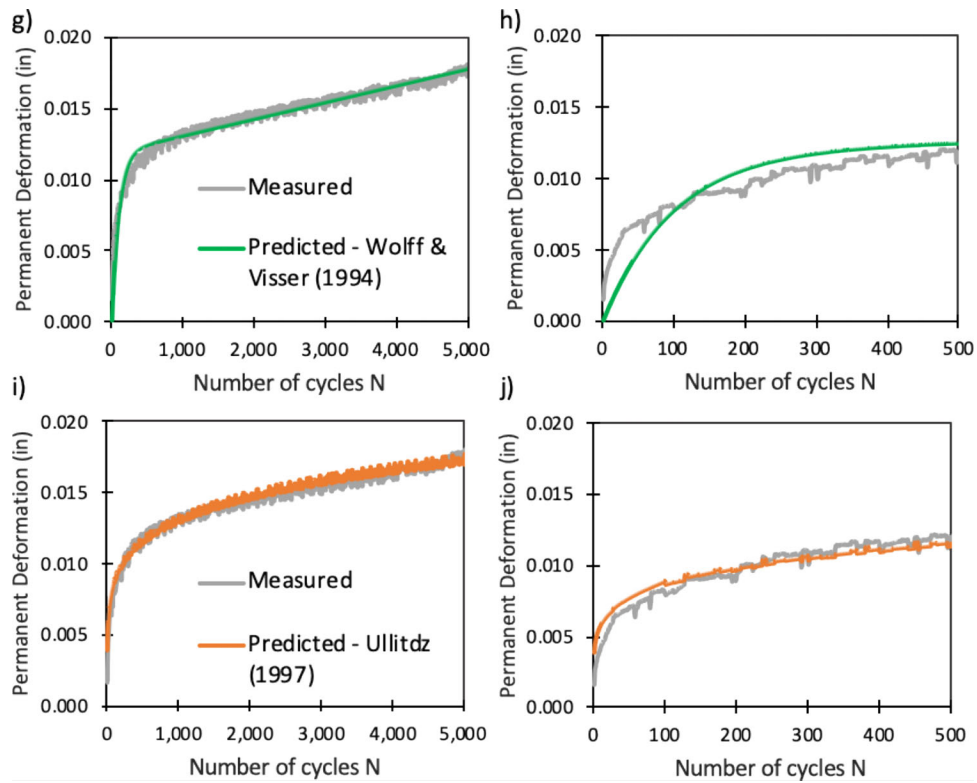 g)
Permanent Deformation (in)
0.020
0.015
0.010
0.005
0.000
Measured
Predicted - Wolff &
Visser (1994)
0
1,000
2,000
3,000
4,000
5,000
Number of cycles N
h)
Permanent Deformation (in)
0.020
0.015
0.010
0.005
0.000
0
100
200
300
400
500
Number of cycles N
i)
Permanent Deformation (in)
0.020
0.015
0.010
0.005
0.000
Measured
Predicted - Ullitdz
(1997)
0
1,000
2,000
3,000
4,000
5,000
Number of cycles N
j)
Permanent Deformation (in)
0.020
0.015
0.010
0.005
0.000
0
100
200
300
400
500
Number of cycles N